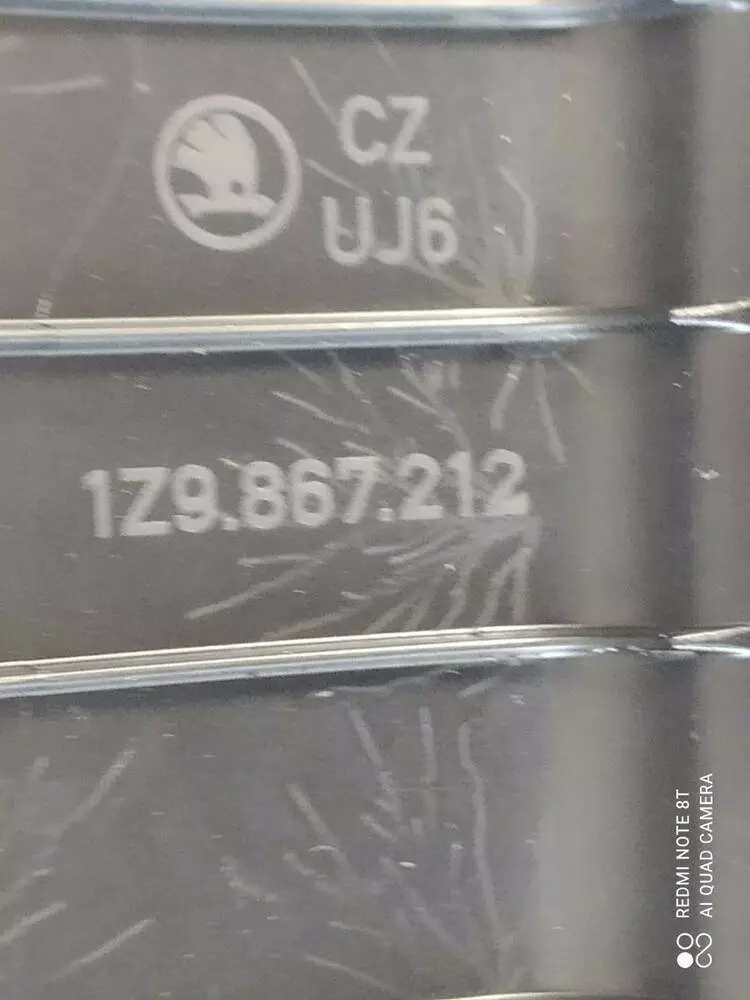 CZ
UJ6
1Z9.867.212
REDMI NOTE 8T
AI QUAD CAMERA